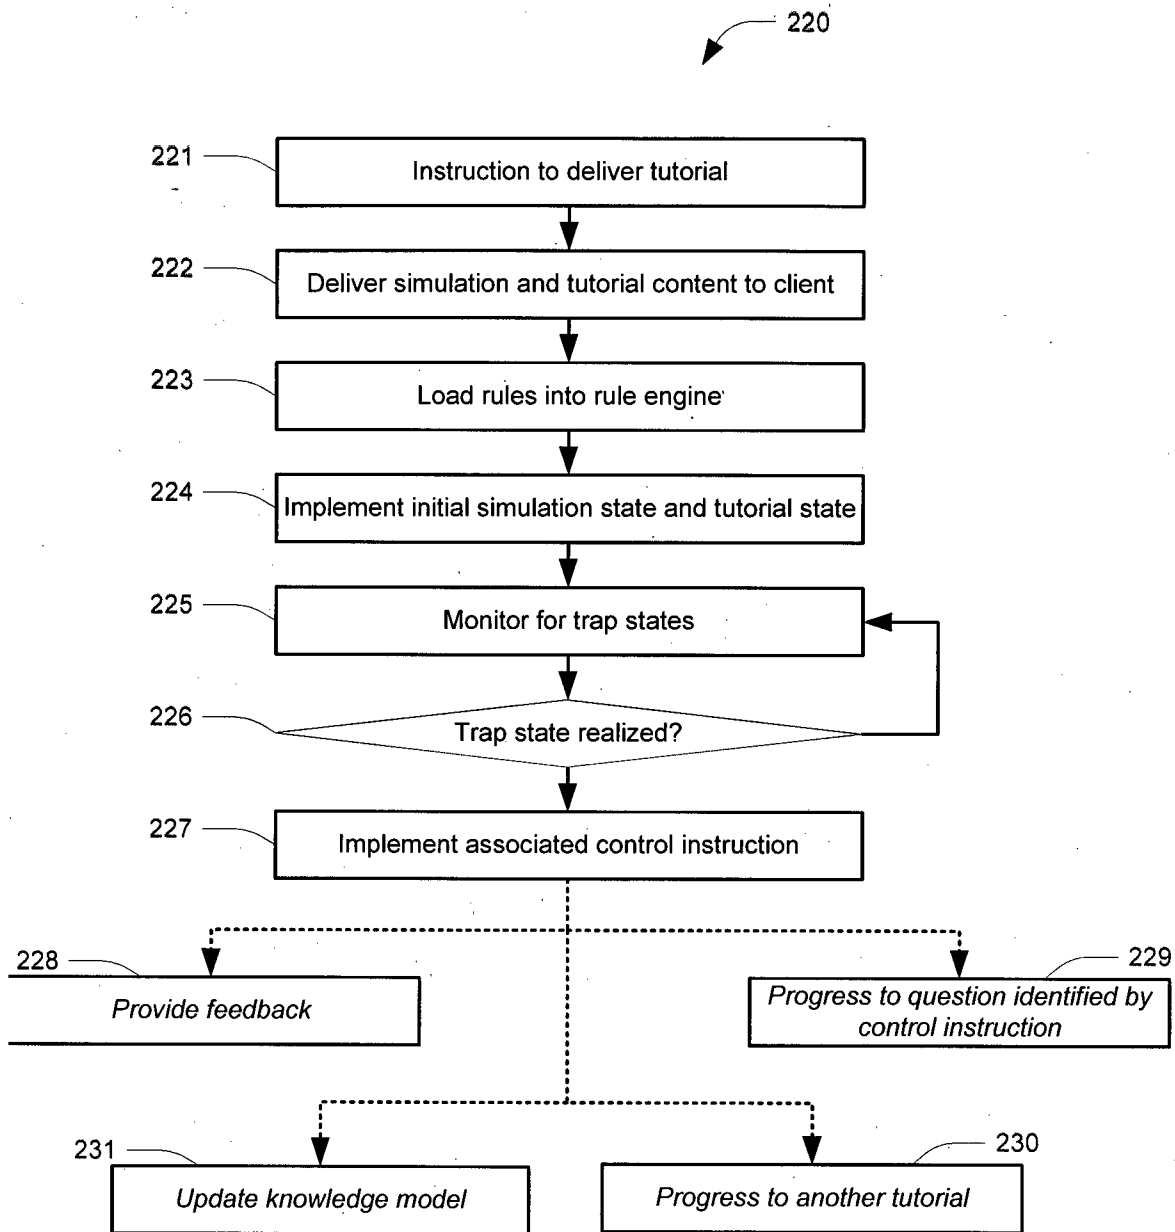 220
221
Instruction to deliver tutorial
222
Deliver simulation and tutorial content to client
223
Load rules into rule engine
224
Implement initial simulation state and tutorial state
225
Monitor for trap states
226
Trap state realized?
227
Implement associated control instruction
228
Provide feedback
229
Progress to question identified by
control instruction
231
Update knowledge model
230
Progress to another tutorial